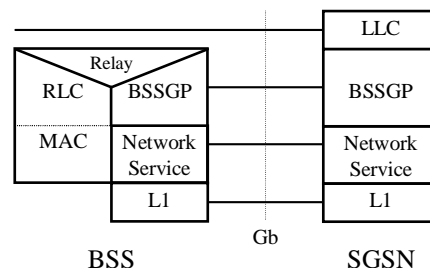 LLC
Relay
RLC
BSSGP
BSSGP
MAC
Network
Service
Network
Service
L1
L1
Gb
BSS
SGSN